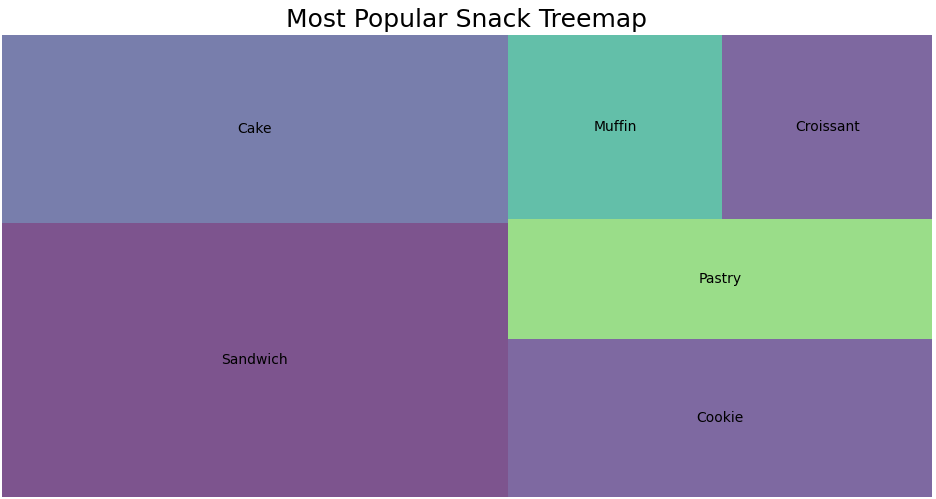 Most Popular Snack Treemap
Cake
Muffin
Croissant
Pastry
Sandwich
Cookie